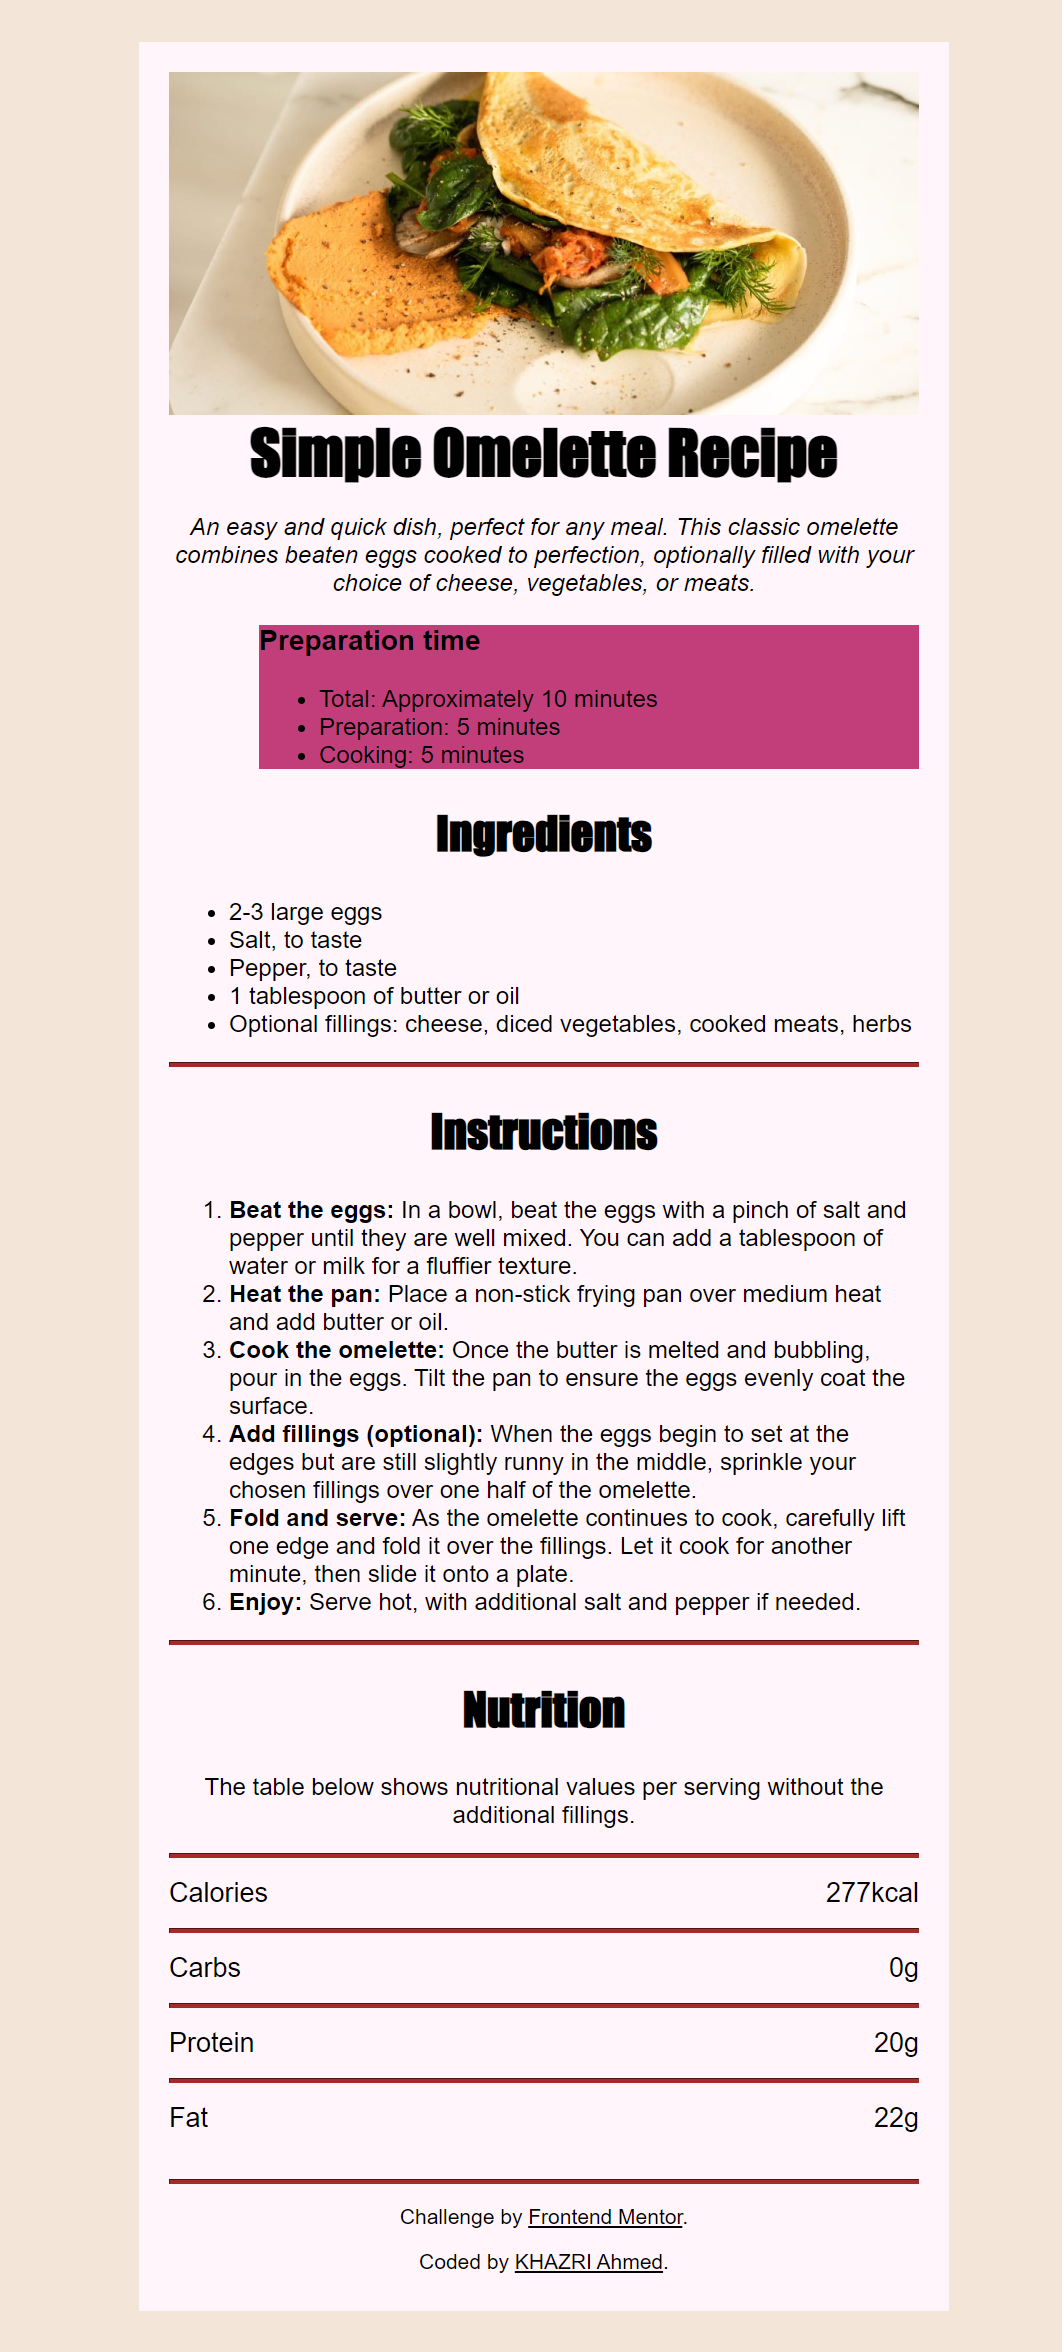 Simple Omelette Recipe
An easy and quick dish, perfect for any meal. This classic omelette
combines beaten eggs cooked to perfection, optionally filled with your
choice of cheese, vegetables, or meats.
Preparation time
• Total: Approximately 10 minutes
• Preparation: 5 minutes
• Cooking: 5 minutes
Ingredients
• 2-3 large eggs
• Salt, to taste
• Pepper, to taste
• 1 tablespoon of butter or oil
• Optional fillings: cheese, diced vegetables, cooked meats, herbs
Instructions
1. Beat the eggs: In a bowl, beat the eggs with a pinch of salt and
pepper until they are well mixed. You can add a tablespoon of
water or milk for a fluffier texture.
2. Heat the pan: Place a non-stick frying pan over medium heat
and add butter or oil.
3. Cook the omelette: Once the butter is melted and bubbling,
pour in the eggs. Tilt the pan to ensure the eggs evenly coat the
surface.
4. Add fillings (optional): When the eggs begin to set at the
edges but are still slightly runny in the middle, sprinkle your
chosen fillings over one half of the omelette.
5. Fold and serve: As the omelette continues to cook, carefully lift
one edge and fold it over the fillings. Let it cook for another
minute, then slide it onto a plate.
6. Enjoy: Serve hot, with additional salt and pepper if needed.
Nutrition
The table below shows nutritional values per serving without the
additional fillings.
Calories 277kcal
Carbs 0g
Protein 20g
Fat 22g
Challenge by Frontend Mentor.
Coded by KHAZRI Ahmed.